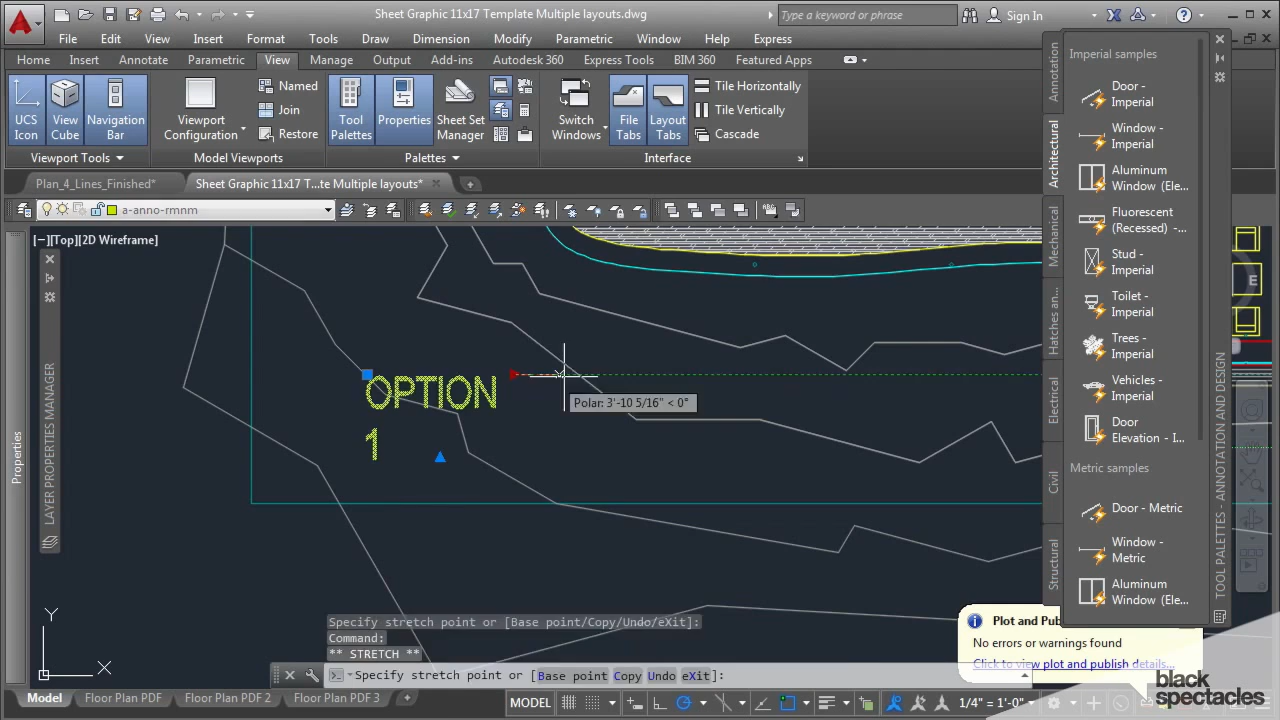 Sheet Graphic 11x17 Template Multiple layouts.dwg
Type a keyword or phrase
Sign In
File Edit View Insert Format Tools Draw Dimension Modify Parametric Window Help Express
Home Insert Annotate Parametric View Manage Output Add-ins Autodesk 360 Express Tools BIM 360 Featured Apps
UCS Icon
View Cube
Navigation Bar
Viewport Configuration
Named
Join
Restore
Tool Palettes
Properties
Sheet Set Manager
Switch Windows
File Tabs
Layout Tabs
Tile Horizontally
Tile Vertically
Cascade
Viewport Tools
Model Viewports
Palettes
Interface
Plan_4_Lines_Finished*
Sheet Graphic 11x17 T...te Multiple layouts*
a-anno-rmnm
[−][Top][2D Wireframe]
OPTION
1
Polar: 3'-10 5/16" < 0°
Properties
LAYER PROPERTIES MANAGER
Y
X
Specify stretch point or [Base point/Copy/Undo/eXit]:
Command:
** STRETCH **
Specify stretch point or [Base point Copy Undo eXit]:
Model
Floor Plan PDF
Floor Plan PDF 2
Floor Plan PDF 3
MODEL
1/4" = 1'-0"
Annotation
Architectural
Mechanical
Hatches an...
Electrical
Civil
Structural
Imperial samples
Door - Imperial
Window - Imperial
Aluminum Window (Ele...
Fluorescent (Recessed) -...
Stud - Imperial
Toilet - Imperial
Trees - Imperial
Vehicles - Imperial
Door Elevation - I...
Metric samples
Door - Metric
Window - Metric
Aluminum Window (Ele...
TOOL PALETTES - ANNOTATION AND DESIGN
E
Plot and Pub
No errors or warnings found
Click to view plot and publish details...
black
spectacles